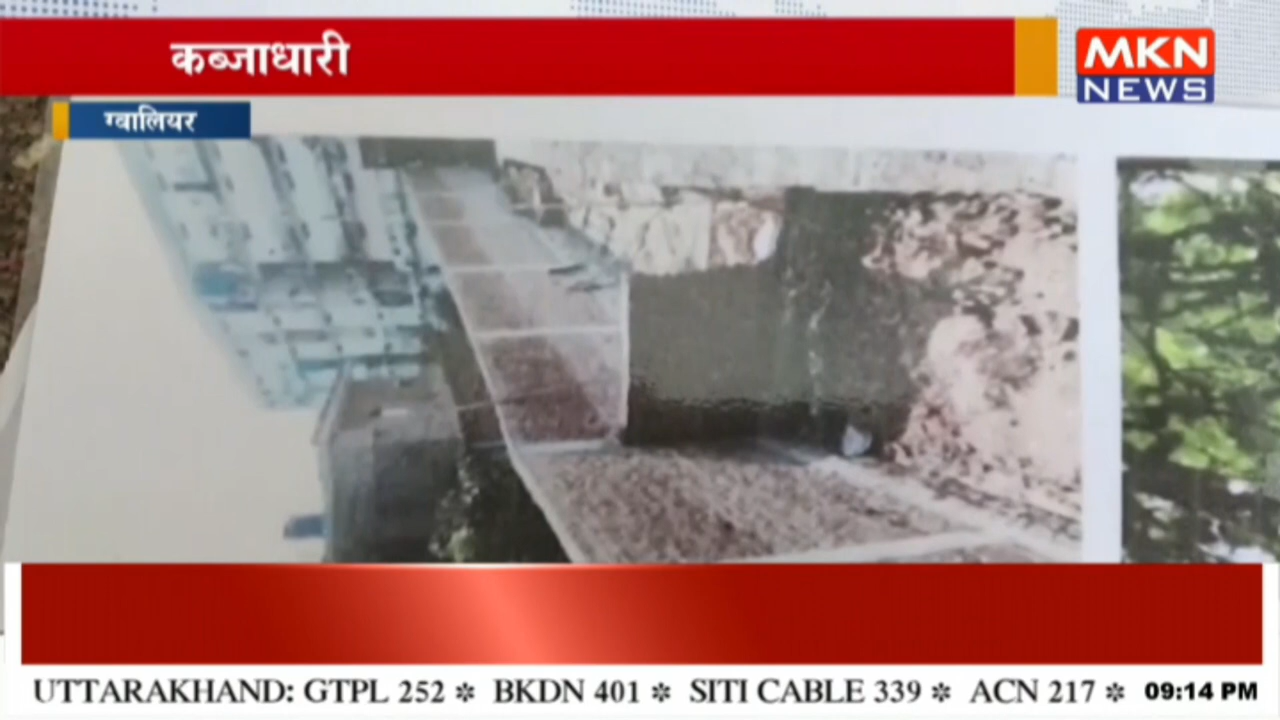 कब्जाधारी
MKN
NEWS
ग्वालियर
UTTARAKHAND: GTPL 252 ✲ BKDN 401 ✲ SITI CABLE 339 ✲ ACN 217 ✲ 09:14 PM